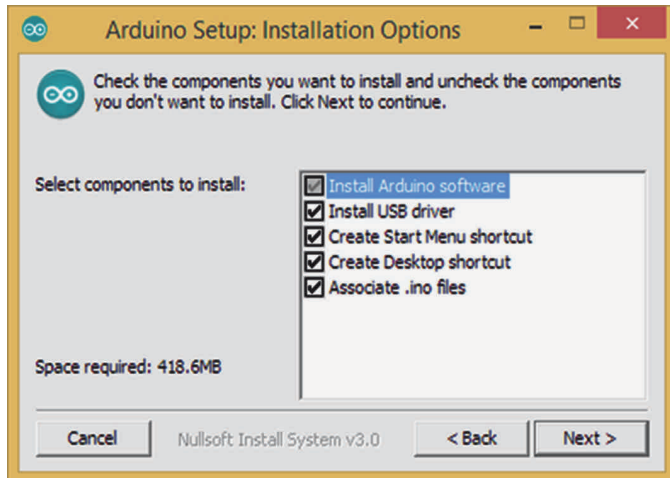 Arduino Setup: Installation Options
Check the components you want to install and uncheck the components
you don't want to install. Click Next to continue.
Select components to install:
Install Arduino software
Install USB driver
Create Start Menu shortcut
Create Desktop shortcut
Associate .ino files
Space required: 418.6MB
Cancel
Nullsoft Install System v3.0
< Back
Next >